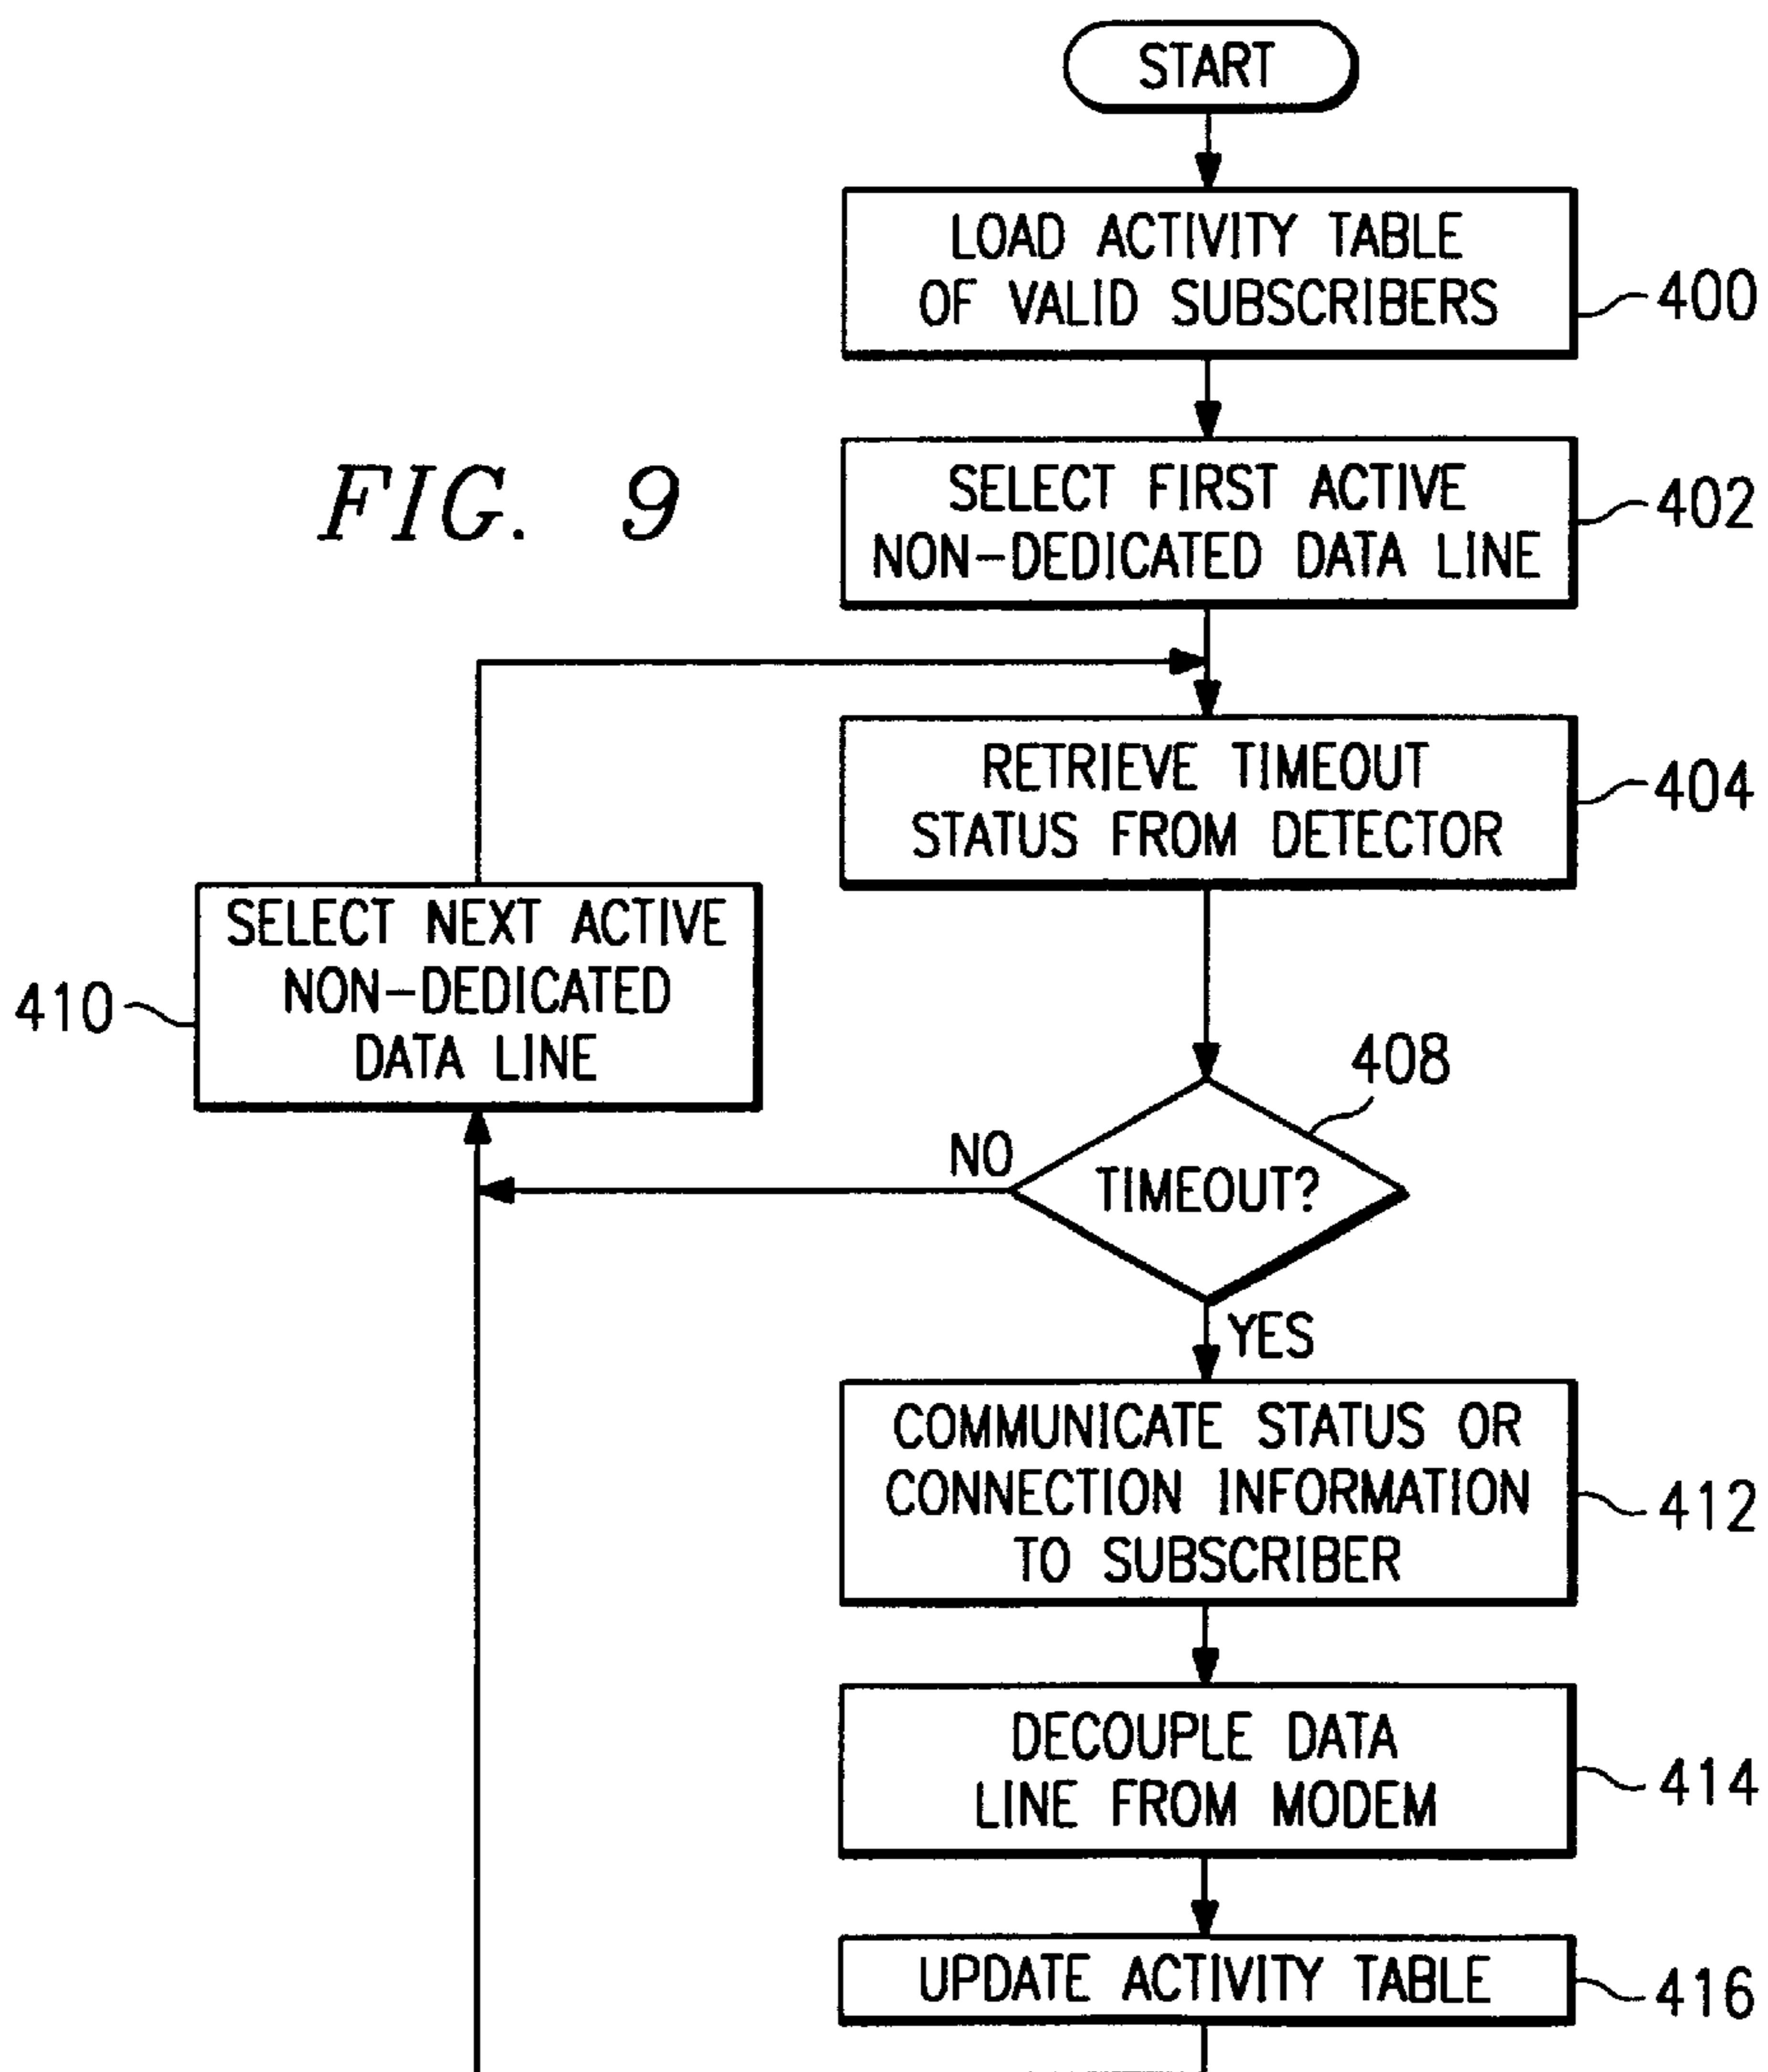 START
LOAD ACTIVITY TABLE
OF VALID SUBSCRIBERS
400
FIG. 9
SELECT FIRST ACTIVE
NON-DEDICATED DATA LINE
402
RETRIEVE TIMEOUT
STATUS FROM DETECTOR
404
SELECT NEXT ACTIVE
NON-DEDICATED
DATA LINE
410
408
NO
TIMEOUT?
YES
COMMUNICATE STATUS OR
CONNECTION INFORMATION
TO SUBSCRIBER
412
DECOUPLE DATA
LINE FROM MODEM
414
UPDATE ACTIVITY TABLE
416